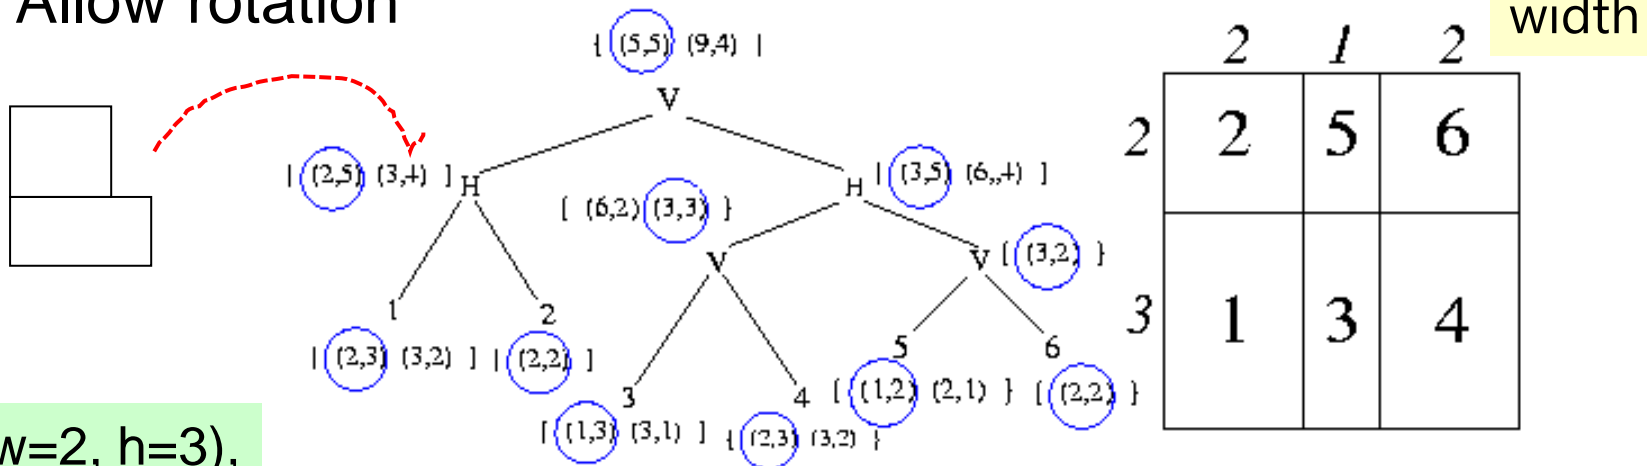 Allow rotation
width
{ (5,5) (9,4) |
V
| (2,5) (3,4) ] H
H | (3,5) (6,,4) ]
[ (6,2) (3,3) }
V
V [ (3,2) }
1
2
| (2,3) (3,2) ] | (2,2) ]
3
4
5
6
[ (1,3) (3,1) ] { (2,3) (3,2) }
[ (1,2) (2,1) } [ (2,2) }
2 1 2
2 2 5 6
3 1 3 4
w=2, h=3),